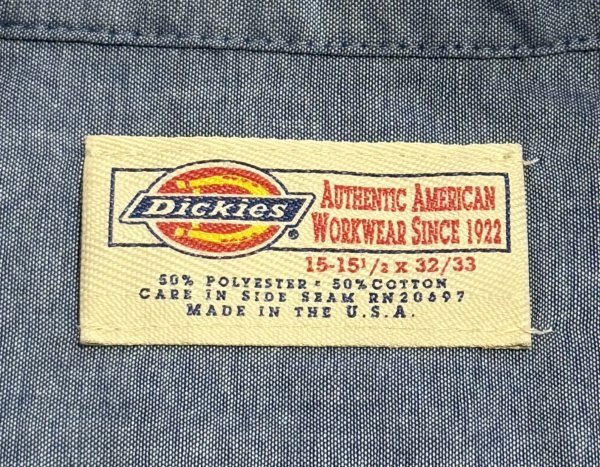 Dickies®
AUTHENTIC AMERICAN
WORKWEAR SINCE 1922
15-15 1/2 X 32/33
50% POLYESTER - 50% COTTON
CARE IN SIDE SEAM RN20697
MADE IN THE U.S.A.